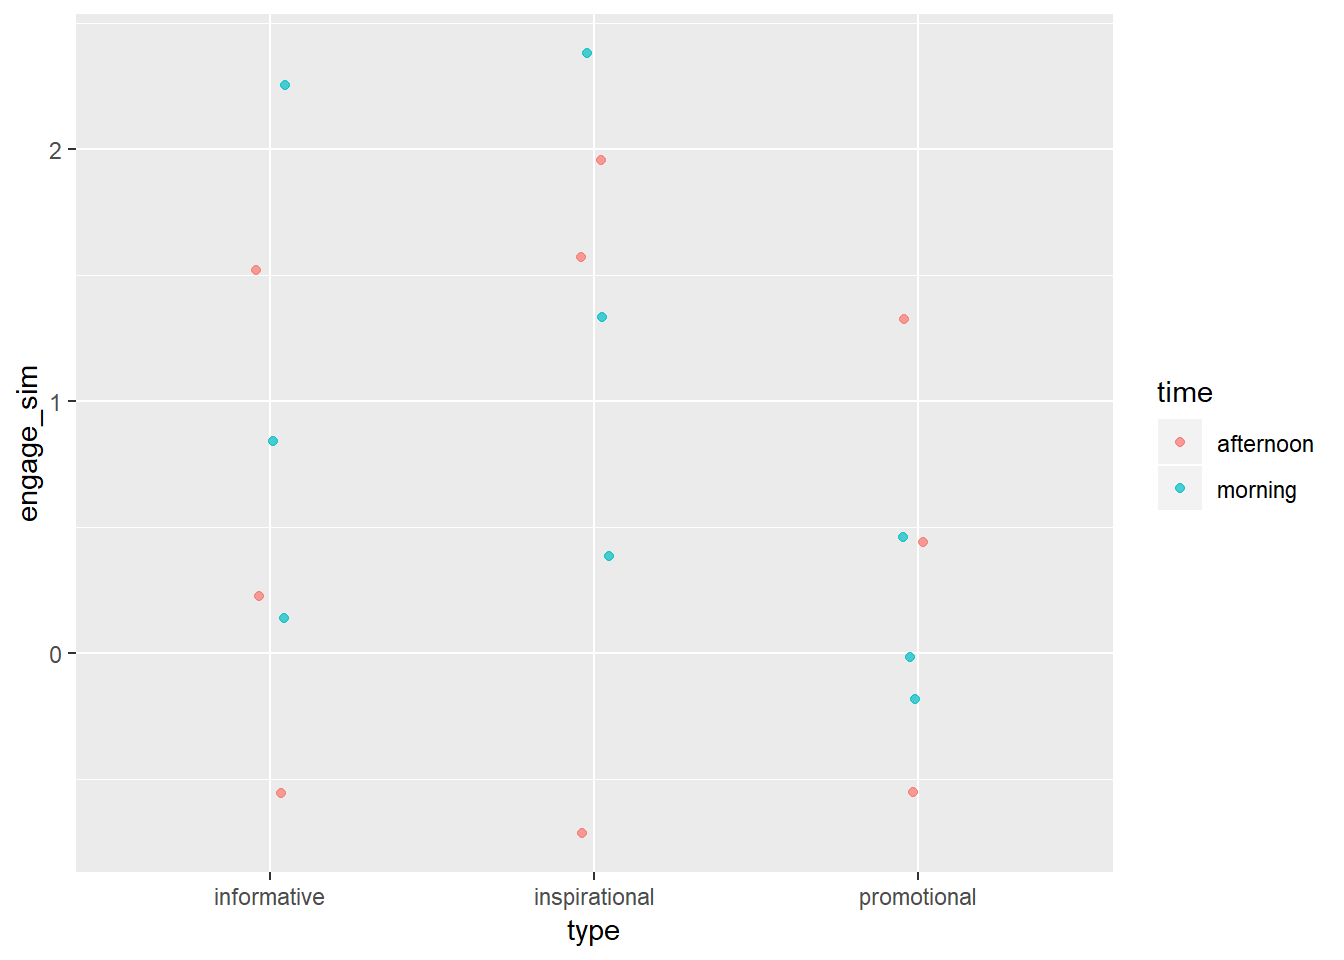 engage_sim
2
1
0
informative inspirational promotional
type
time
afternoon
morning